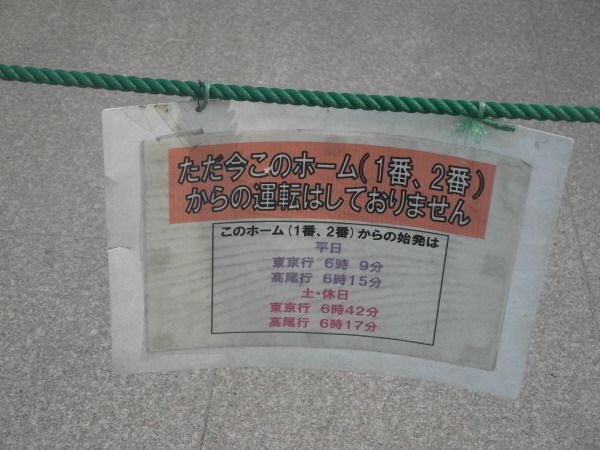 ただ今このホーム(1番、2番)
からの運転はしておりません
このホーム(1番、2番)からの始発は
平日
東京行 6時 9分
高尾行 6時15分
土・休日
東京行 6時42分
高尾行 6時17分